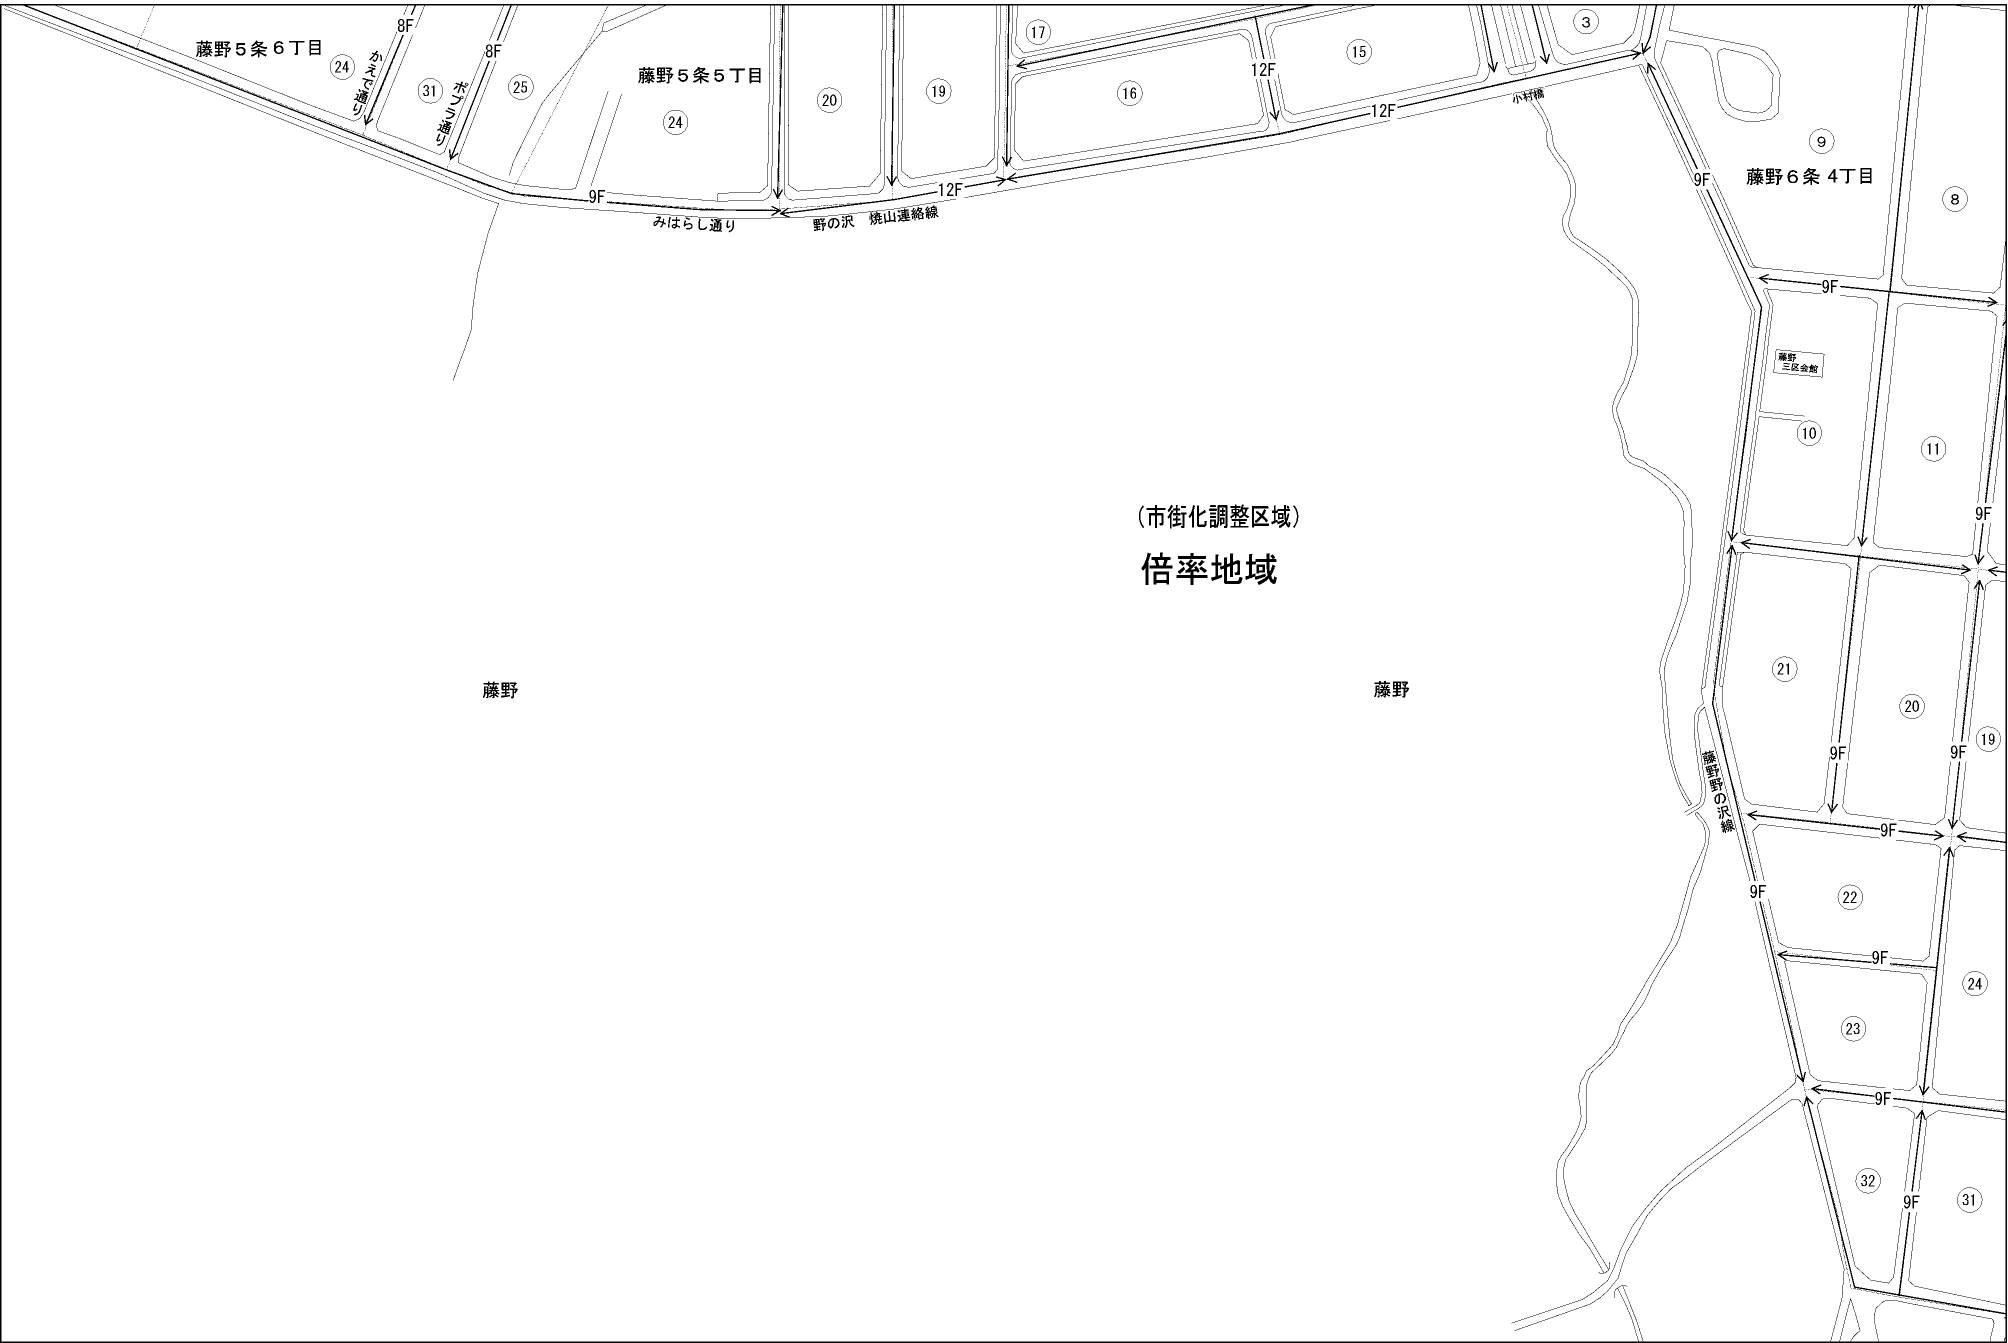 藤野５条６丁目
24
かえで通り
8F
31
ポプラ通り
8F
25
藤野５条５丁目
24
9F
みはらし通り
20
19
12F
野の沢　焼山連絡線
17
16
12F
15
12F
小村橋
3
9F
9
藤野６条４丁目
8
9F
藤野
三区会館
10
11
9F
（市街化調整区域）
倍率地域
藤野
藤野
21
20
19
9F
9F
藤野野の沢線
9F
9F
22
9F
24
23
9F
32
9F
31